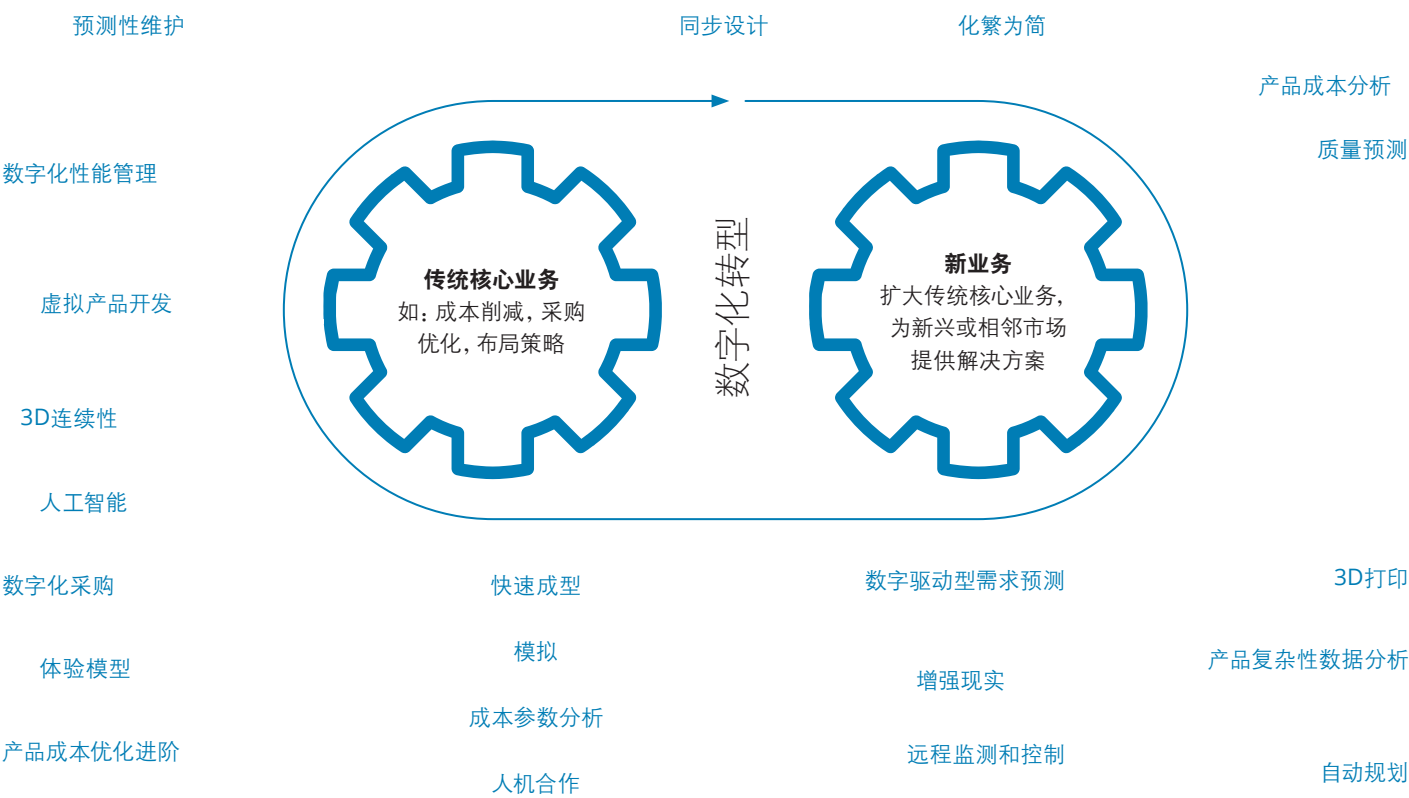 预测性维护
同步设计
化繁为简
产品成本分析
质量预测
数字化性能管理
虚拟产品开发
3D连续性
人工智能
传统核心业务
如：成本削减，采购
优化，布局策略
数字化转型
新业务
扩大传统核心业务，
为新兴或相邻市场
提供解决方案
数字化采购
快速成型
数字驱动型需求预测
3D打印
体验模型
模拟
增强现实
产品复杂性数据分析
产品成本优化进阶
成本参数分析
远程监测和控制
人机合作
自动规划